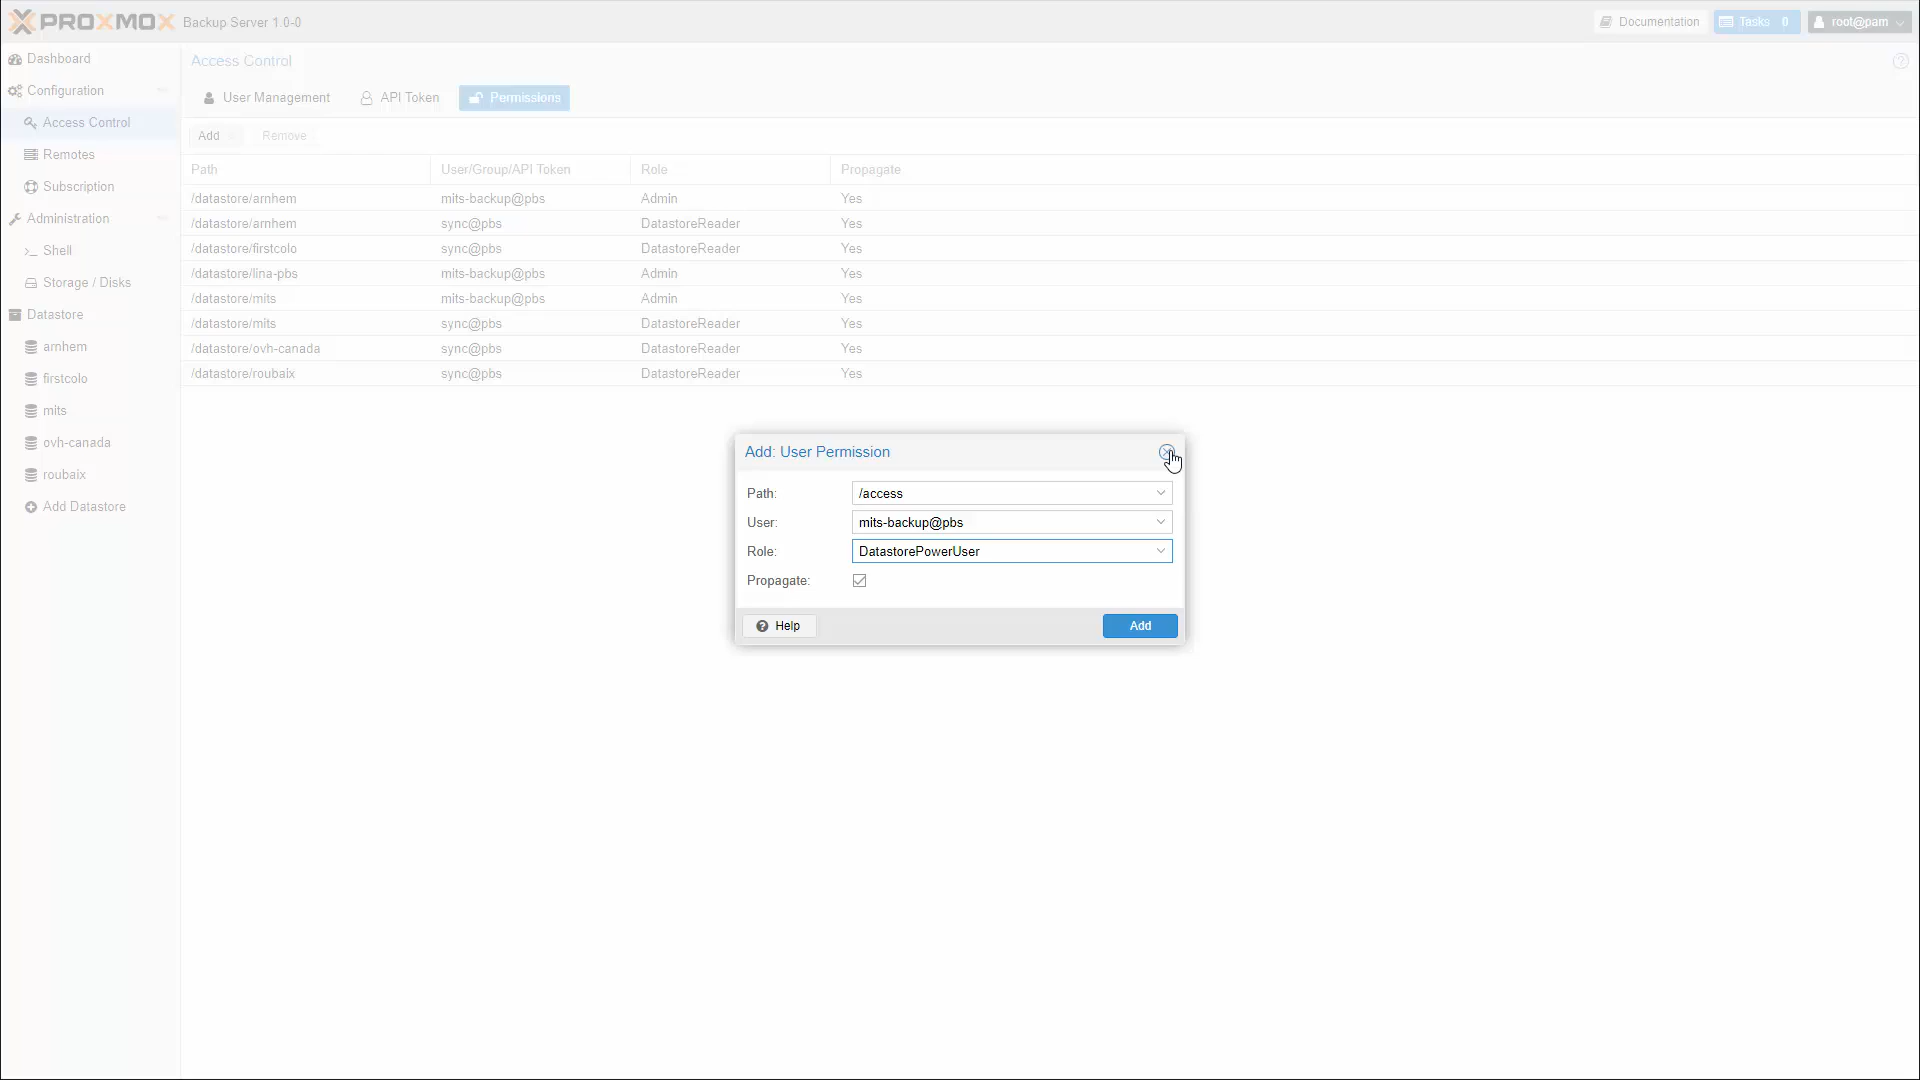 PROXMOX Backup Server 1.0-0
Documentation
Tasks 0
root@pam
Dashboard
Configuration
Access Control
Remotes
Subscription
Administration
Shell
Storage / Disks
Datastore
arnhem
firstcolo
mits
ovh-canada
roubaix
Add Datastore
Access Control
User Management API Token Permissions
Add Remove
Path User/Group/API Token Role Propagate
/datastore/arnhem mits-backup@pbs Admin Yes
/datastore/arnhem sync@pbs DatastoreReader Yes
/datastore/firstcolo sync@pbs DatastoreReader Yes
/datastore/lina-pbs mits-backup@pbs Admin Yes
/datastore/mits mits-backup@pbs Admin Yes
/datastore/mits sync@pbs DatastoreReader Yes
/datastore/ovh-canada sync@pbs DatastoreReader Yes
/datastore/roubaix sync@pbs DatastoreReader Yes
Add: User Permission
Path: /access
User: mits-backup@pbs
Role: DatastorePowerUser
Propagate:
Help Add